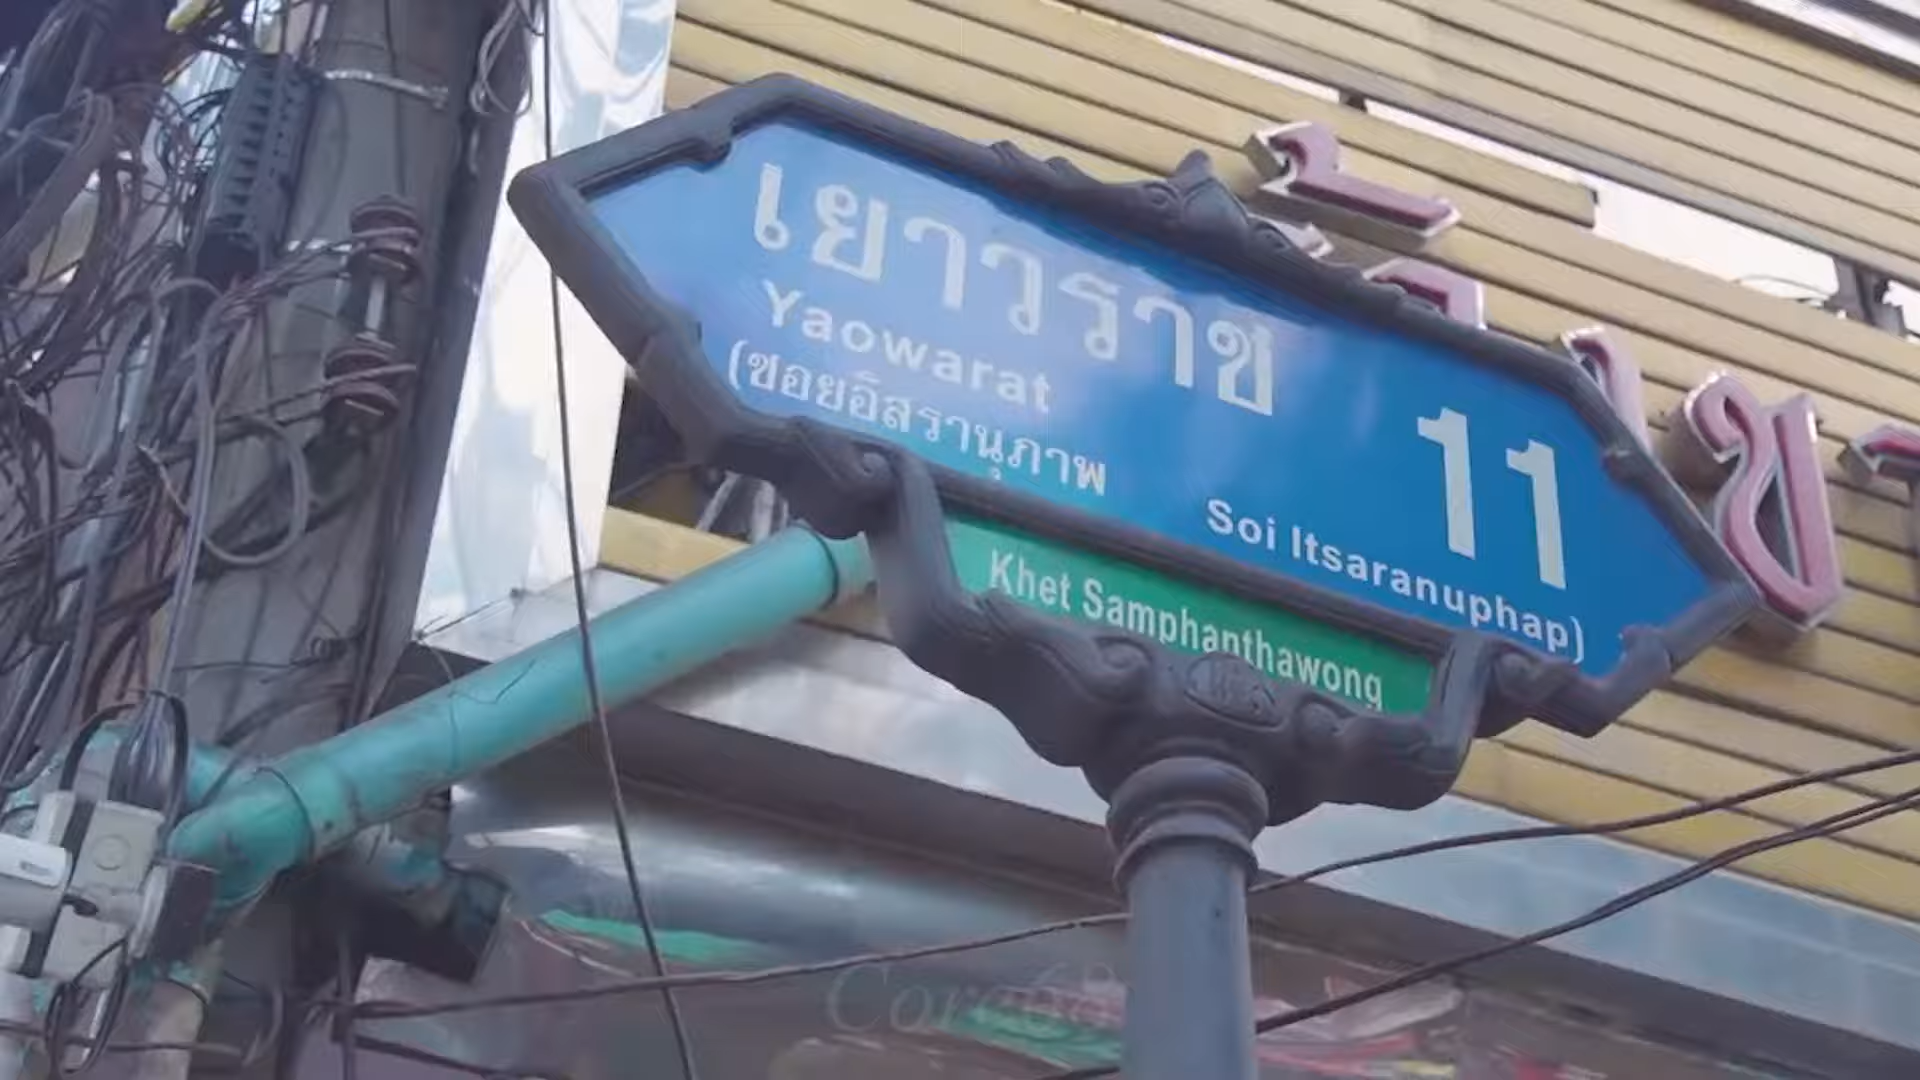 เยาวราช 11
Yaowarat
(ซอยอิสรานุภาพ
Soi Itsaranuphap)
Khet Samphanthawong